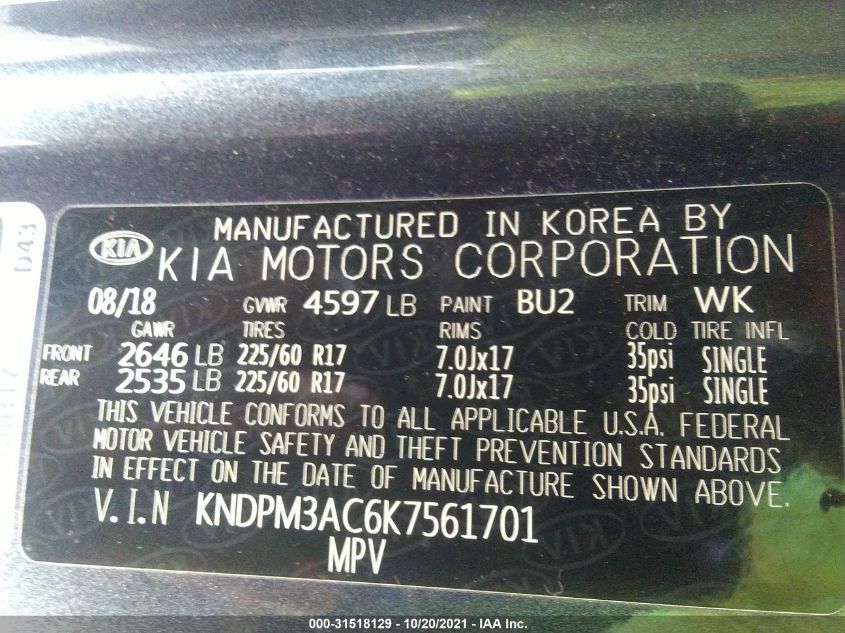 MANUFACTURED IN KOREA BY
KIA KIA MOTORS CORPORATION
08/18 GVWR 4597 LB PAINT BU2 TRIM WK
GAWR TIRES RIMS COLD TIRE INFL
FRONT 2646 LB 225/60 R17 7.0Jx17 35psi SINGLE
REAR 2535 LB 225/60 R17 7.0Jx17 35psi SINGLE
THIS VEHICLE CONFORMS TO ALL APPLICABLE U.S.A. FEDERAL
MOTOR VEHICLE SAFETY AND THEFT PREVENTION STANDARDS
IN EFFECT ON THE DATE OF MANUFACTURE SHOWN ABOVE.
V.I.N KNDPM3AC6K7561701
MPV
D43
000-31518129 - 10/20/2021 - IAA Inc.